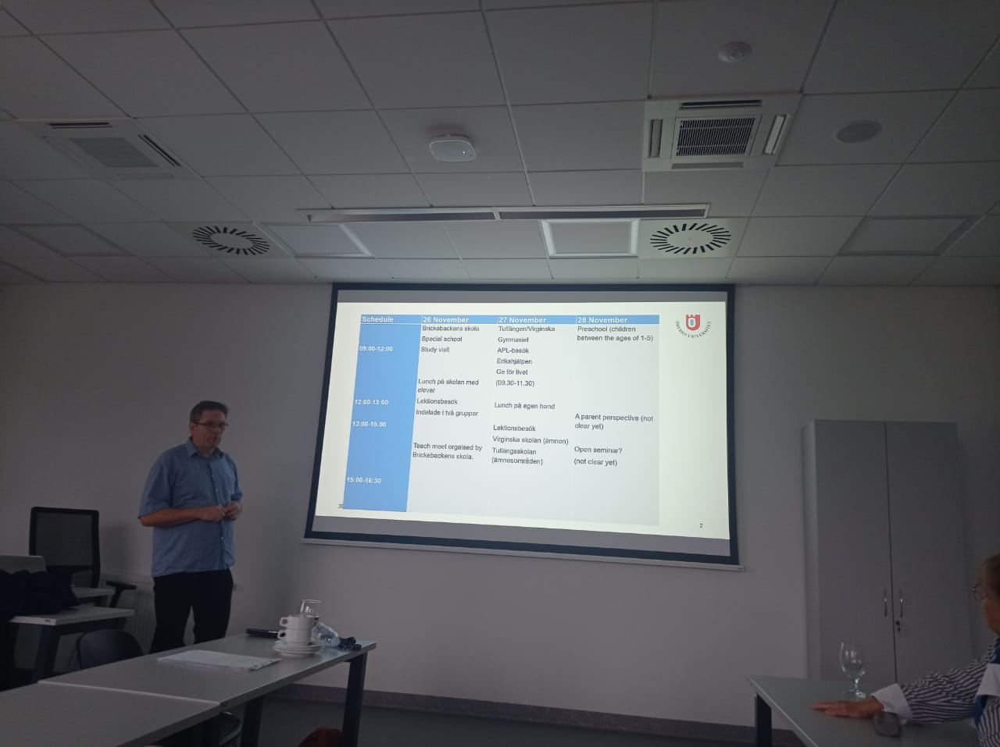 Schedule
26 November
27 November
28 November
09:00-12:00
Brickebackens skola
Special school
Study visit
Tullängen/Virginska
Gymnasiet
APL-besök
Erikshjälpen
Ge för livet
(09.30-11.30)
Preschool (children
between the ages of 1-5)
12:00-13:00
Lunch på skolan med
elever
Lunch på egen hand
13:00-15:00
Lektionsbesök
Indelade i två grupper
Lektionsbesök
Virginska skolan (ämnen)
Tullängsskolan
(ämnesområden)
A parent perspective (not
clear yet)
15:00-16:30
Teach meet orgaised by
Brickebackens skola.
Open seminar?
(not clear yet)
ÖREBRO UNIVERSITET
2